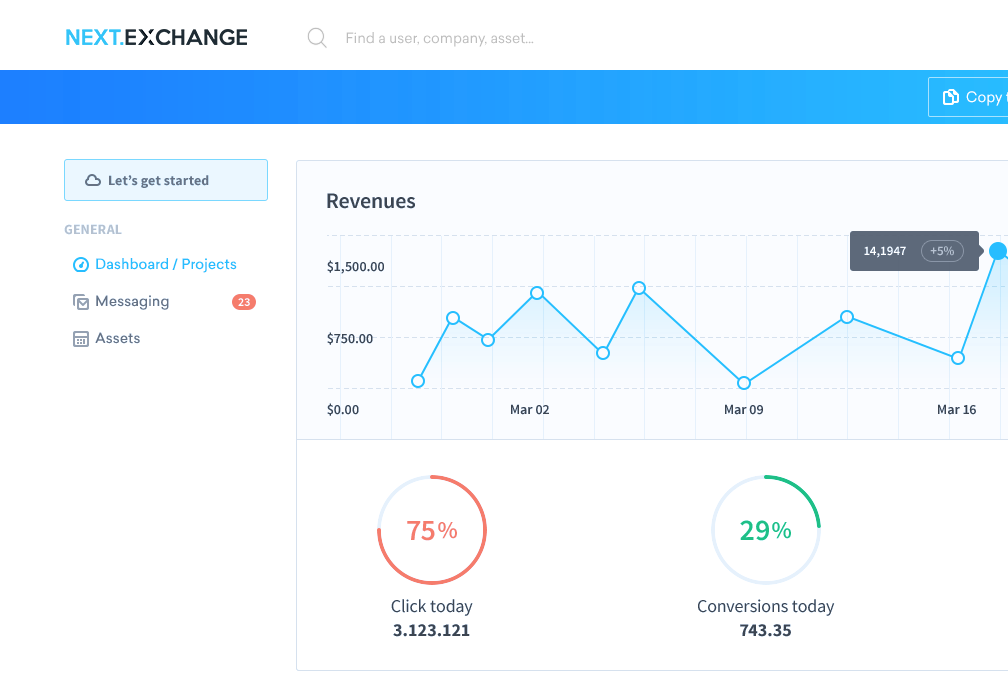 NEXT.EXCHANGE
Find a user, company, asset...
Copy
Let's get started
GENERAL
Dashboard / Projects
Messaging
23
Assets
Revenues
14,1947
+5%
$1,500.00
$750.00
$0.00
Mar 02
Mar 09
Mar 16
75%
29%
Click today
Conversions today
3.123.121
743.35